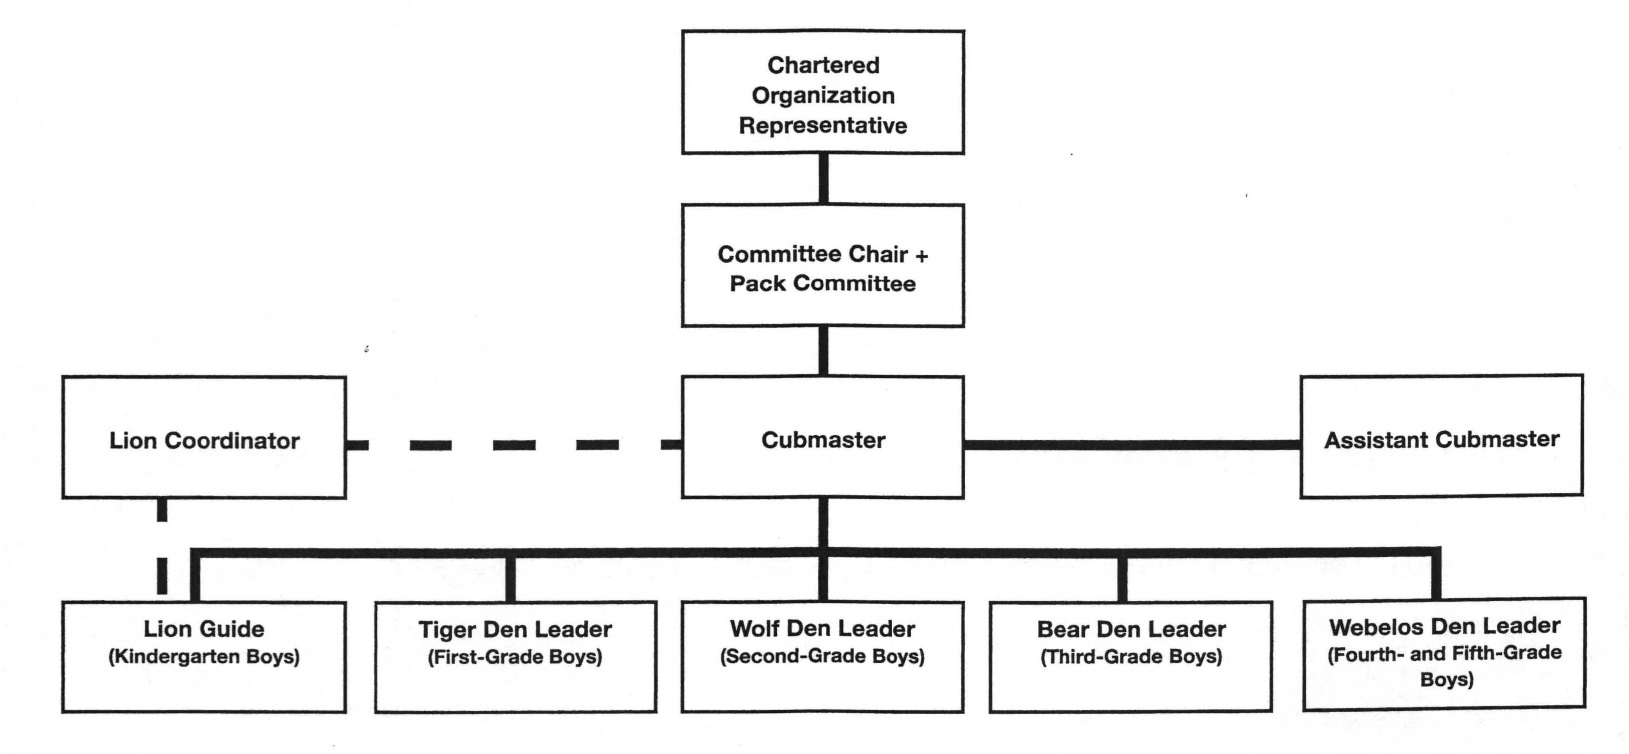 Chartered
Organization
Representative
Committee Chair +
Pack Committee
Lion Coordinator
Cubmaster
Assistant Cubmaster
Lion Guide
(Kindergarten Boys)
Tiger Den Leader
(First-Grade Boys)
Wolf Den Leader
(Second-Grade Boys)
Bear Den Leader
(Third-Grade Boys)
Webelos Den Leader
(Fourth- and Fifth-Grade
Boys)